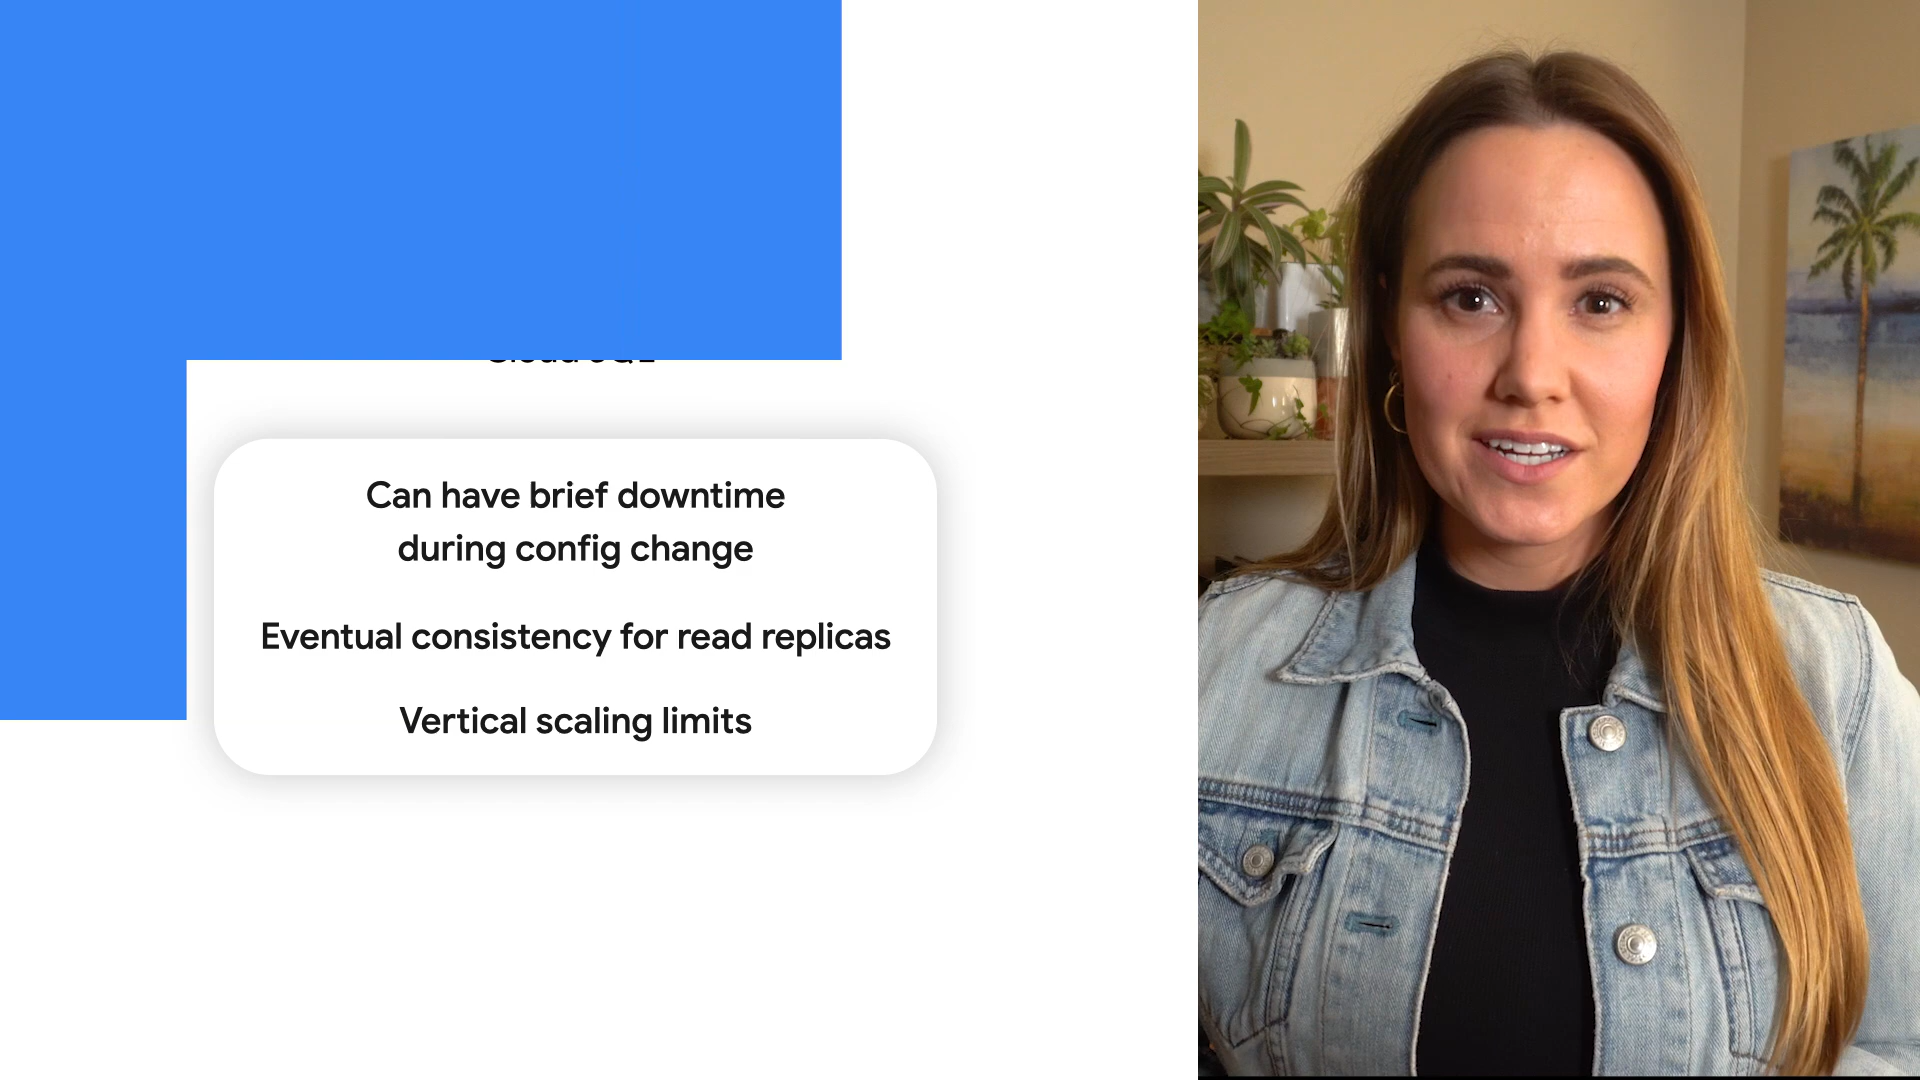 Can have brief downtime
during config change
Eventual consistency for read replicas
Vertical scaling limits